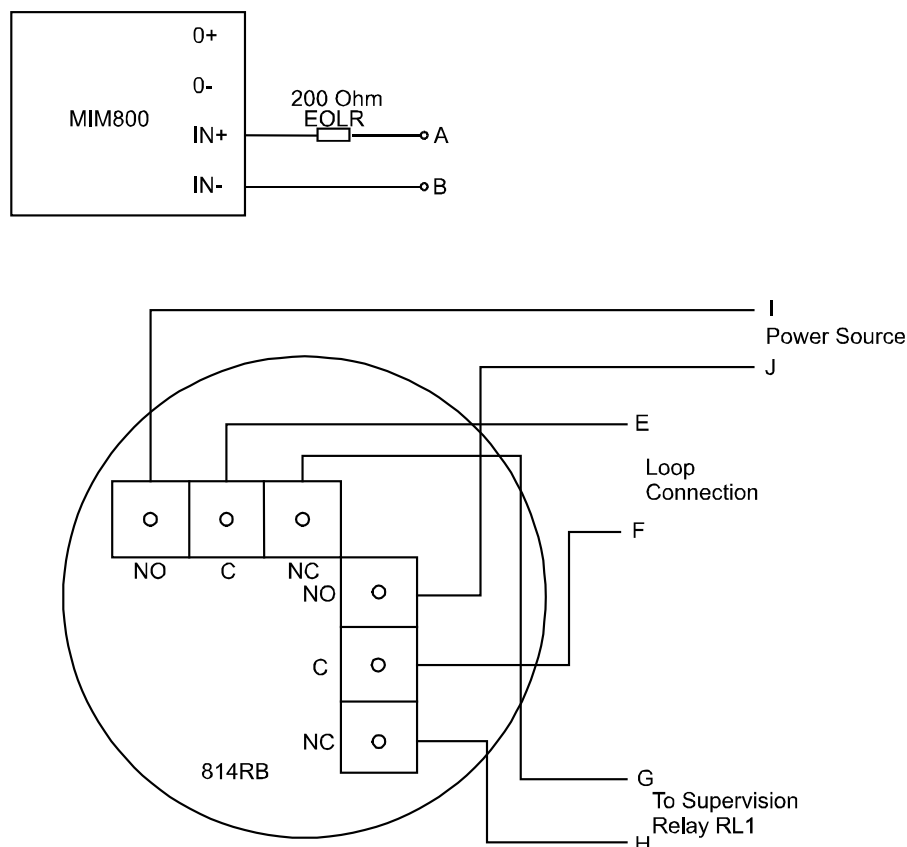 0+
0-
MIM800
200 Ohm
EOLR
IN+
A
IN-
B
I
Power Source
J
E
Loop
Connection
F
NO
C
NC
NO
C
NC
814RB
G
To Supervision
Relay RL1
H